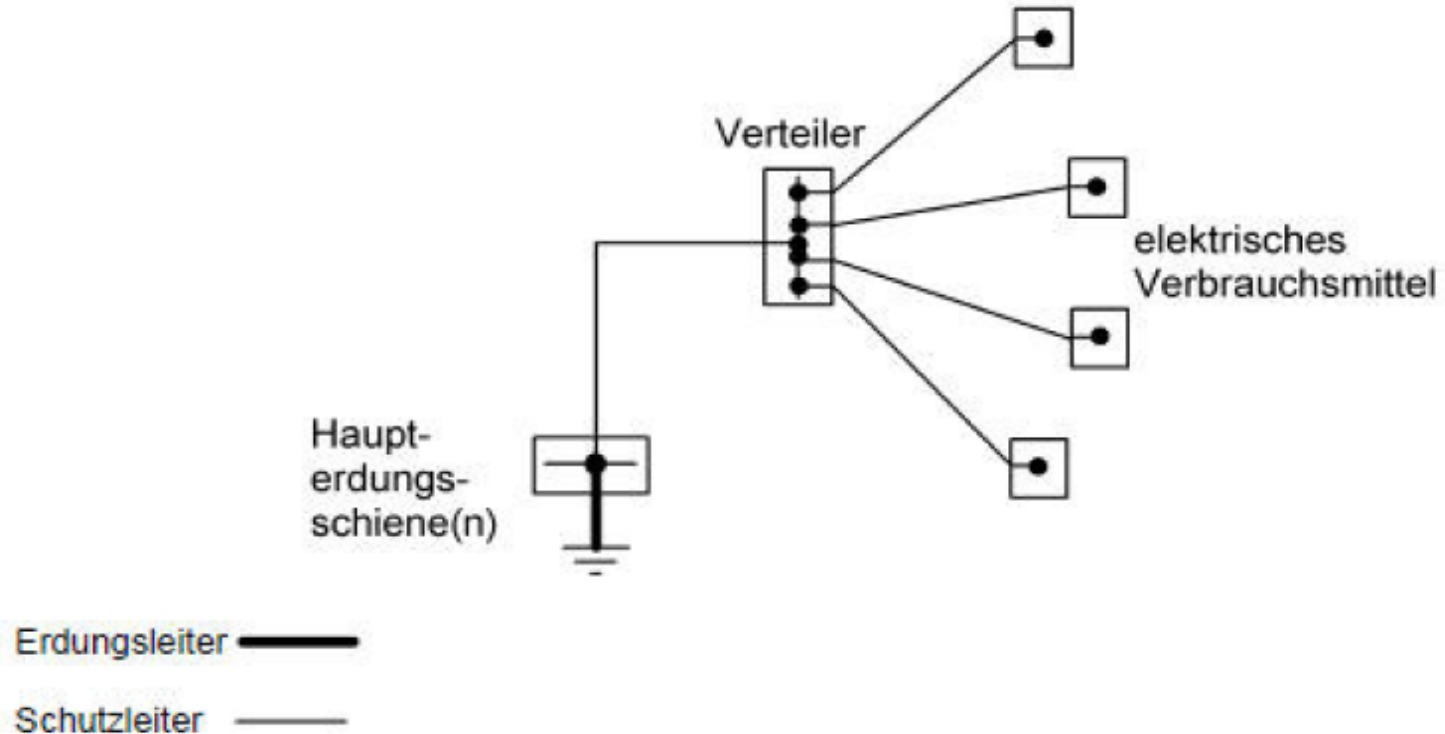 Verteiler
elektrisches
Verbrauchsmittel
Haupt-
erdungs-
schiene(n)
Erdungsleiter
Schutzleiter